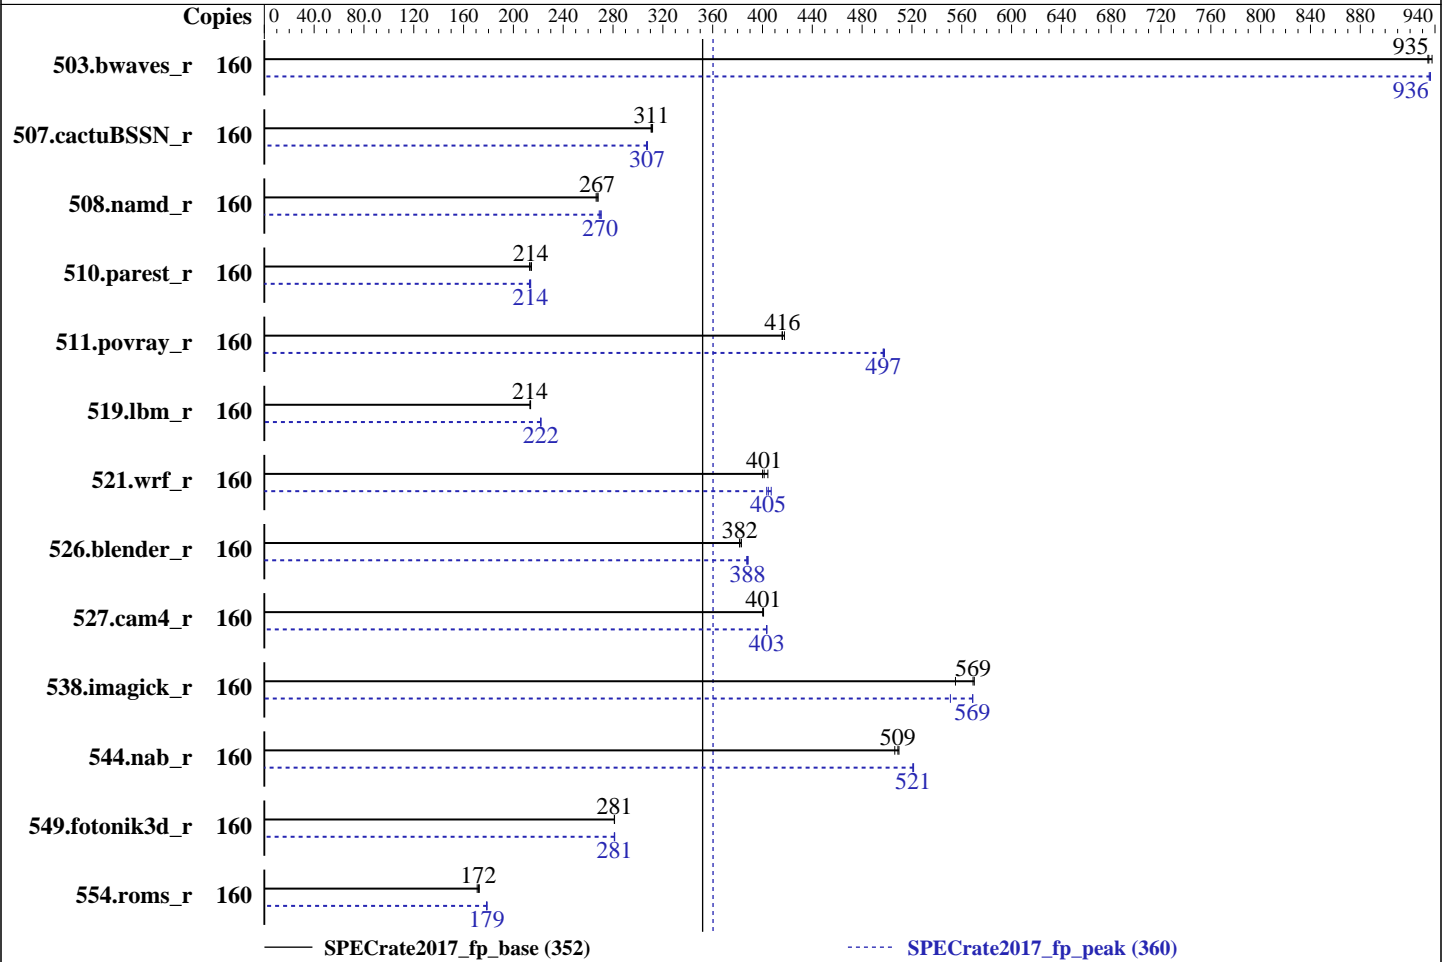 Copies 0 40.0 80.0 120 160 200 240 280 320 360 400 440 480 520 560 600 640 680 720 760 800 840 880 940
935
503.bwaves_r 160
936
311
507.cactuBSSN_r 160
307
267
508.namd_r 160
270
214
510.parest_r 160
214
416
511.povray_r 160
497
214
519.lbm_r 160
222
401
521.wrf_r 160
405
382
526.blender_r 160
388
401
527.cam4_r 160
403
569
538.imagick_r 160
569
509
544.nab_r 160
521
281
549.fotonik3d_r 160
281
172
554.roms_r 160
179
SPECrate2017_fp_base (352) SPECrate2017_fp_peak (360)